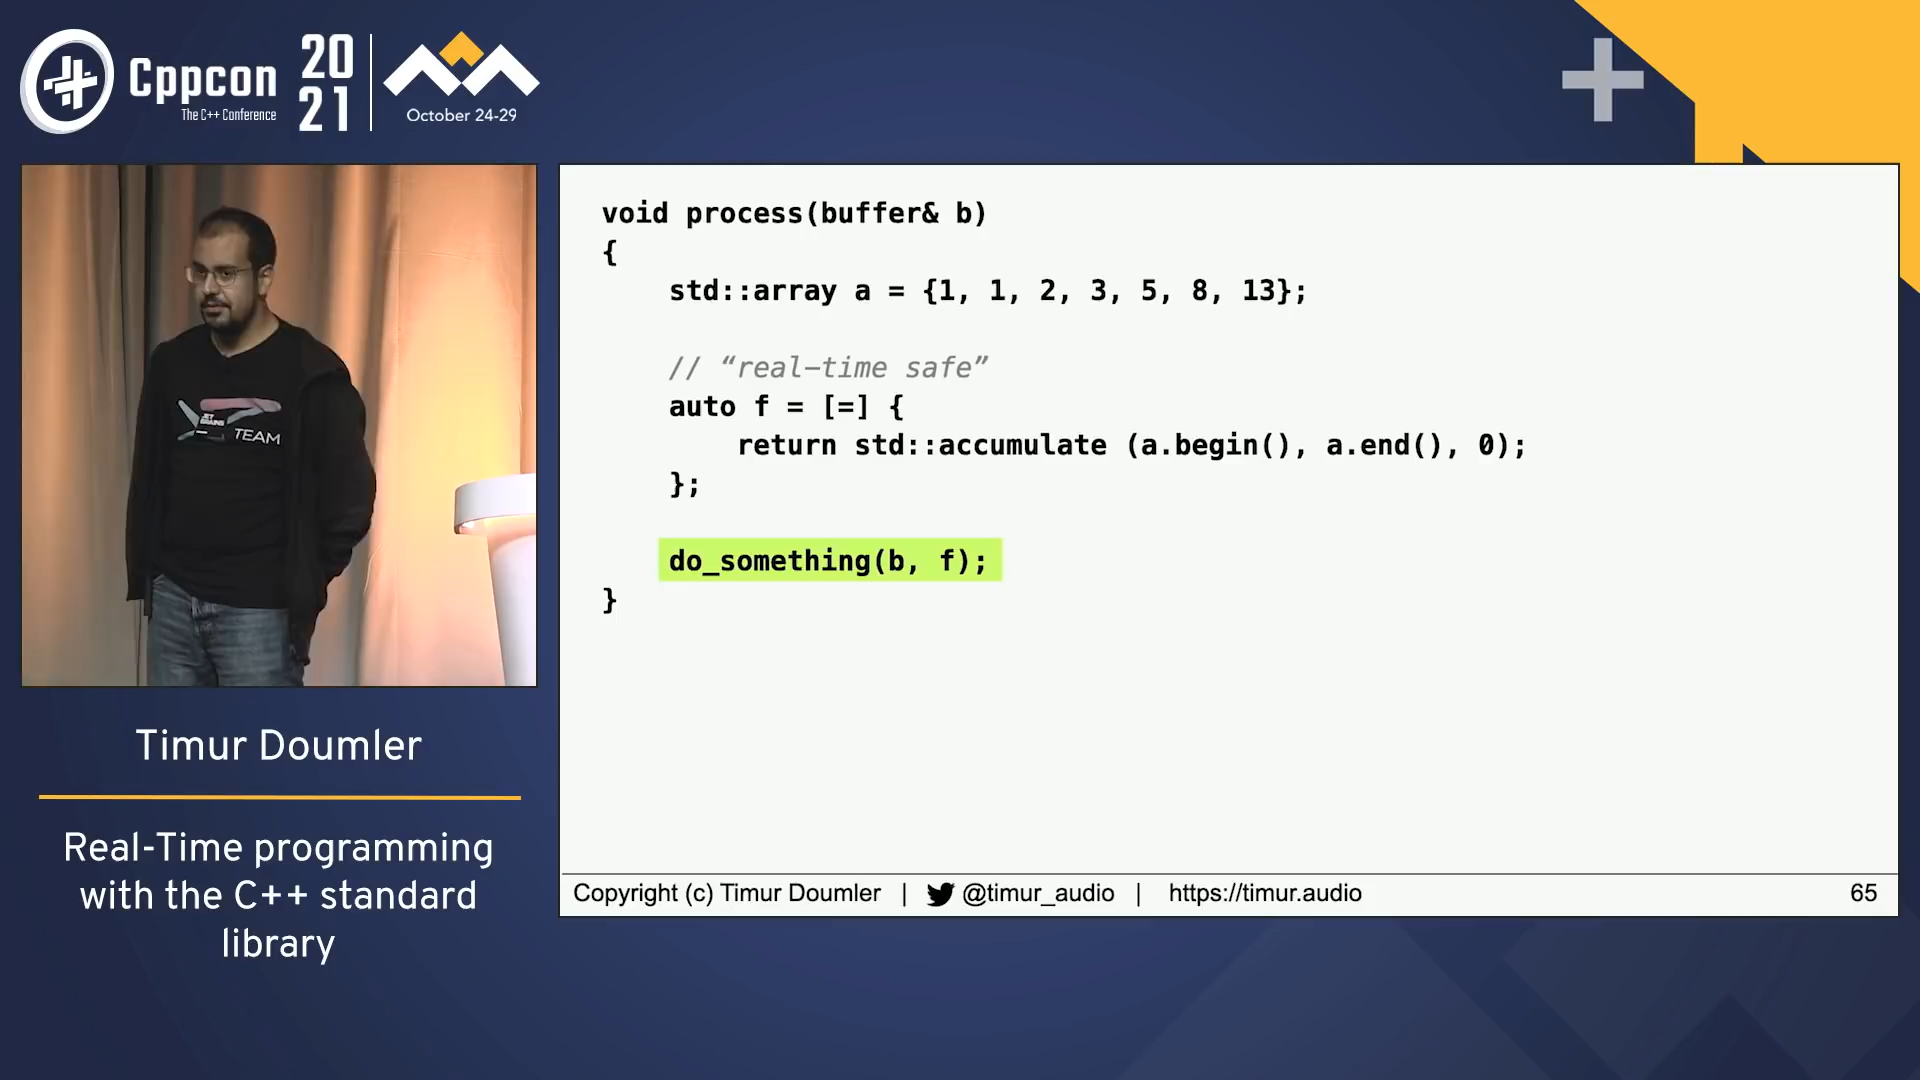 Cppcon
The C++ Conference
20
21
October 24-29
JET
BRAINS
TEAM
Timur Doumler
Real-Time programming
with the C++ standard
library
void process(buffer& b)
{
    std::array a = {1, 1, 2, 3, 5, 8, 13};
    // “real-time safe”
    auto f = [=] {
        return std::accumulate (a.begin(), a.end(), 0);
    };
    do_something(b, f);
}
Copyright (c) Timur Doumler | @timur_audio | https://timur.audio 65